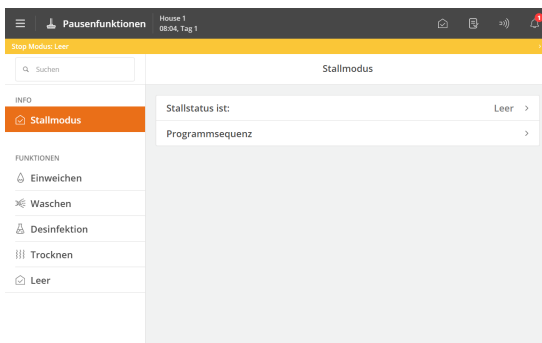 Pausenfunktionen
House 1
08:04, Tag 1
1
Stop Modus: Leer
Suchen
Stallmodus
INFO
Stallmodus
Stallstatus ist: Leer
Programmsequenz
FUNKTIONEN
Einweichen
Waschen
Desinfektion
Trocknen
Leer